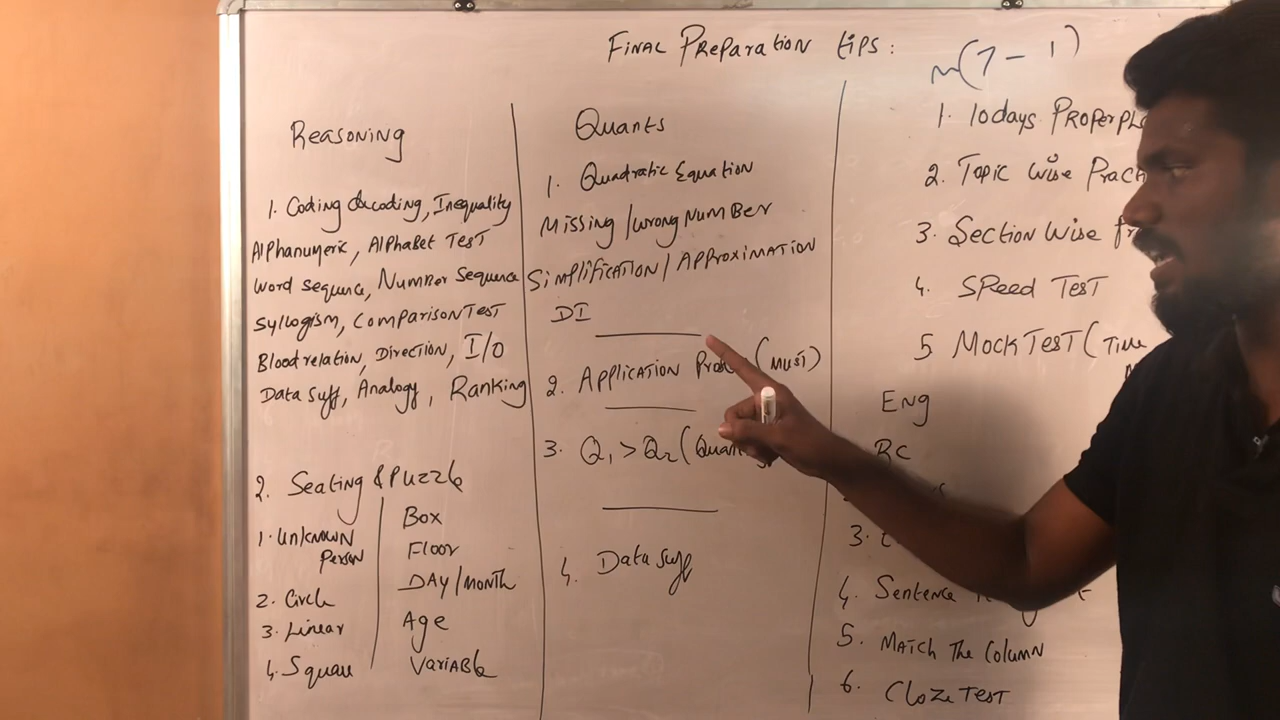 Final Preparation tips:
Reasoning
1. Coding decoding, Inequality
Alphanumeric, Alphabet Test
Word sequence, Number Sequence
Syllogism, Comparison Test
Blood relation, Direction, I/O
Data Suff, Analogy, Ranking
2. Seating & Puzzle
1. Unknown
Person
2. Circle
3. Linear
4. Square
Box
Floor
Day/Month
Age
Variable
Quants
1. Quadratic Equation
Missing/Wrong Number
Simplification/Approximation
DI
2. Application (Must)
3. Q1 > Q2
4. Data Suff
(7 - 1)
1. 10days Proper
2. Topic Wise
3. Section Wise
4. Speed Test
5 Mock Test (Time
Eng
RC
3.
4. Sentence
5. Match The Column
6. Cloze Test